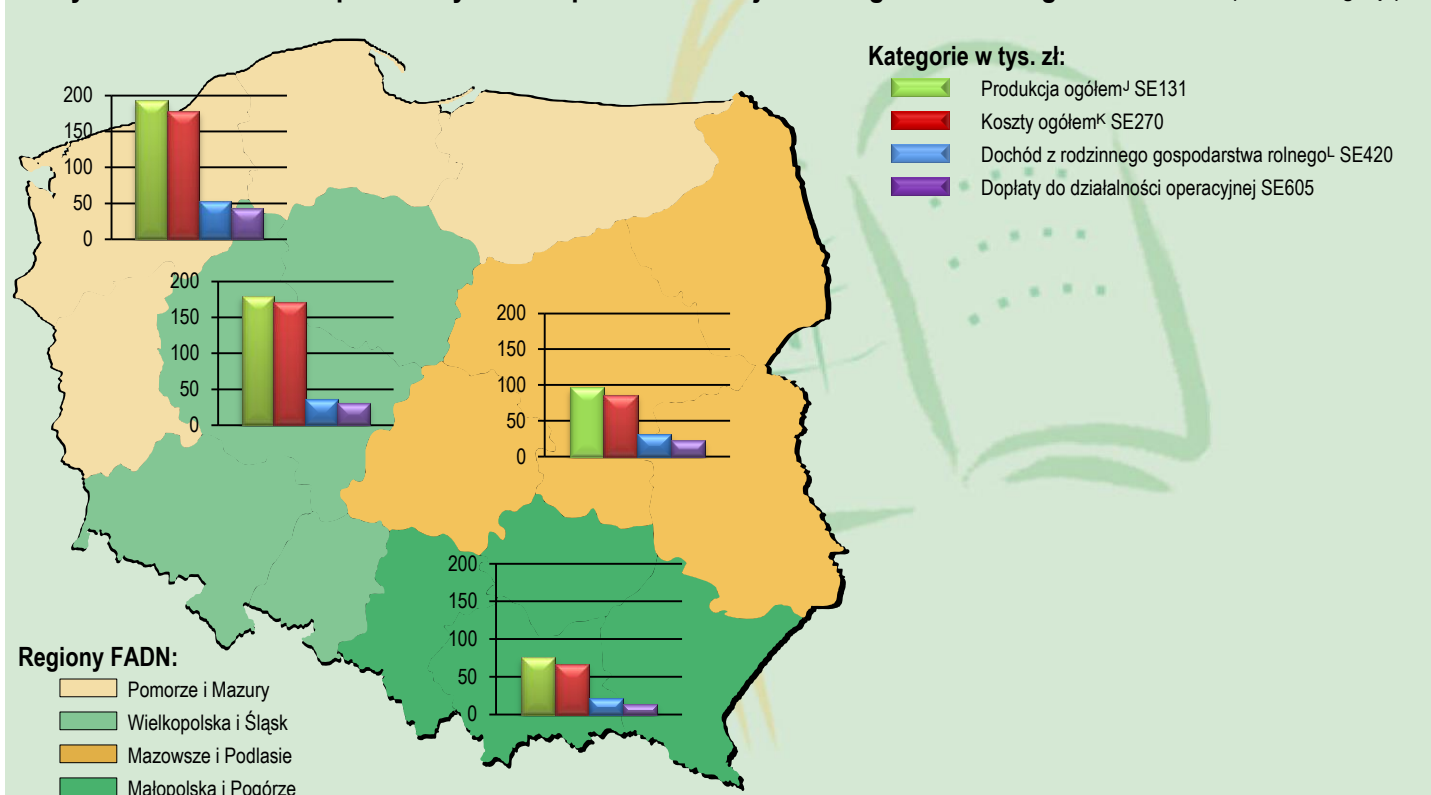 Kategorie w tys. zł:
Produkcja ogółemᴶ SE131
Koszty ogółemᴷ SE270
Dochód z rodzinnego gospodarstwa rolnegoᴸ SE420
Dopłaty do działalności operacyjnej SE605
200
150
100
50
0
200
150
100
50
0
200
150
100
50
0
200
150
100
50
0
Regiony FADN:
Pomorze i Mazury
Wielkopolska i Śląsk
Mazowsze i Podlasie
Małopolska i Pogórze